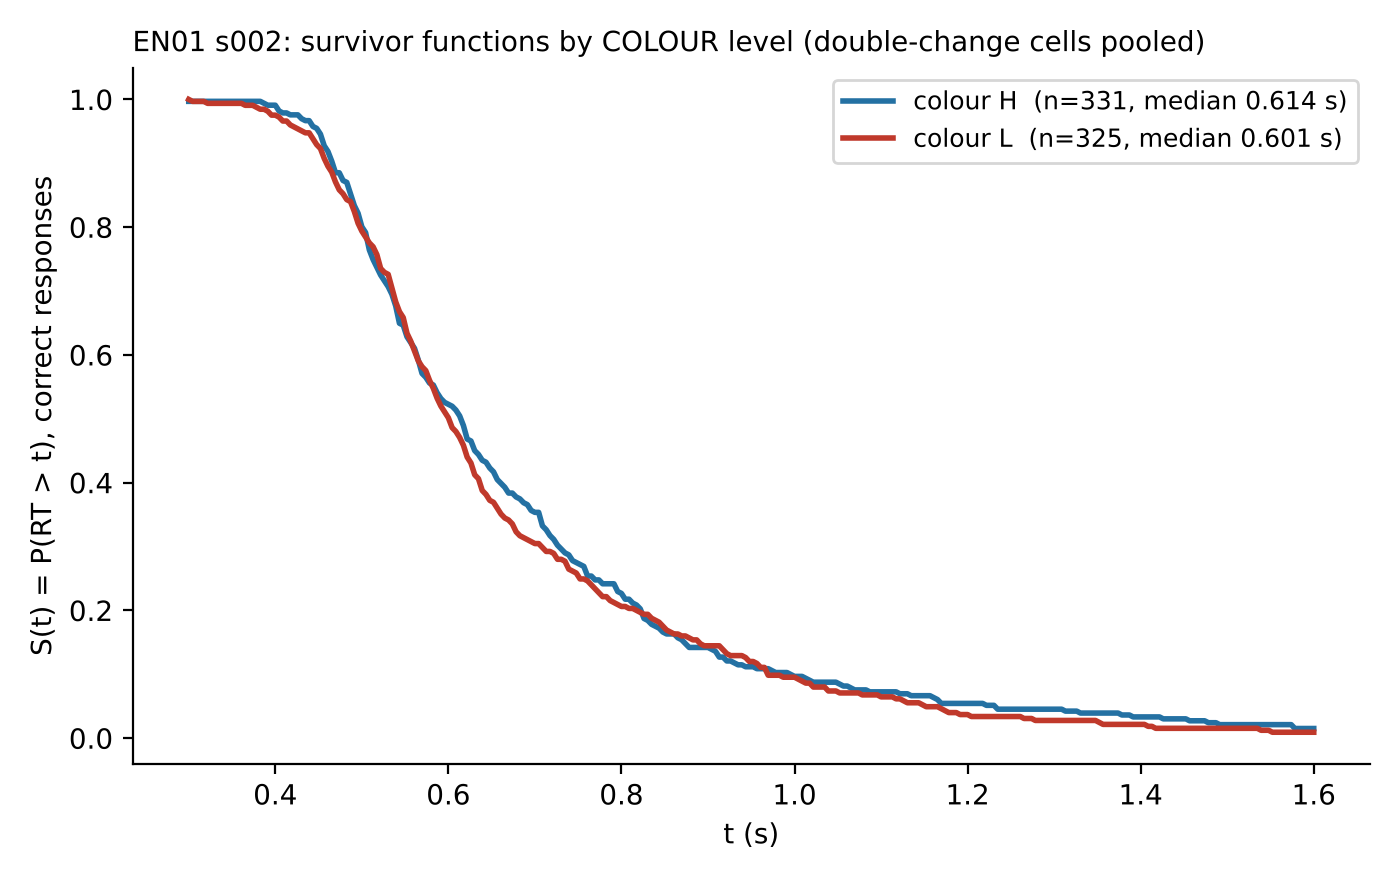 EN01 s002: survivor functions by COLOUR level (double-change cells pooled)
colour H  (n=331, median 0.614 s)
colour L  (n=325, median 0.601 s)
S(t) = P(RT > t), correct responses
1.0
0.8
0.6
0.4
0.2
0.0
0.4 0.6 0.8 1.0 1.2 1.4 1.6
t (s)